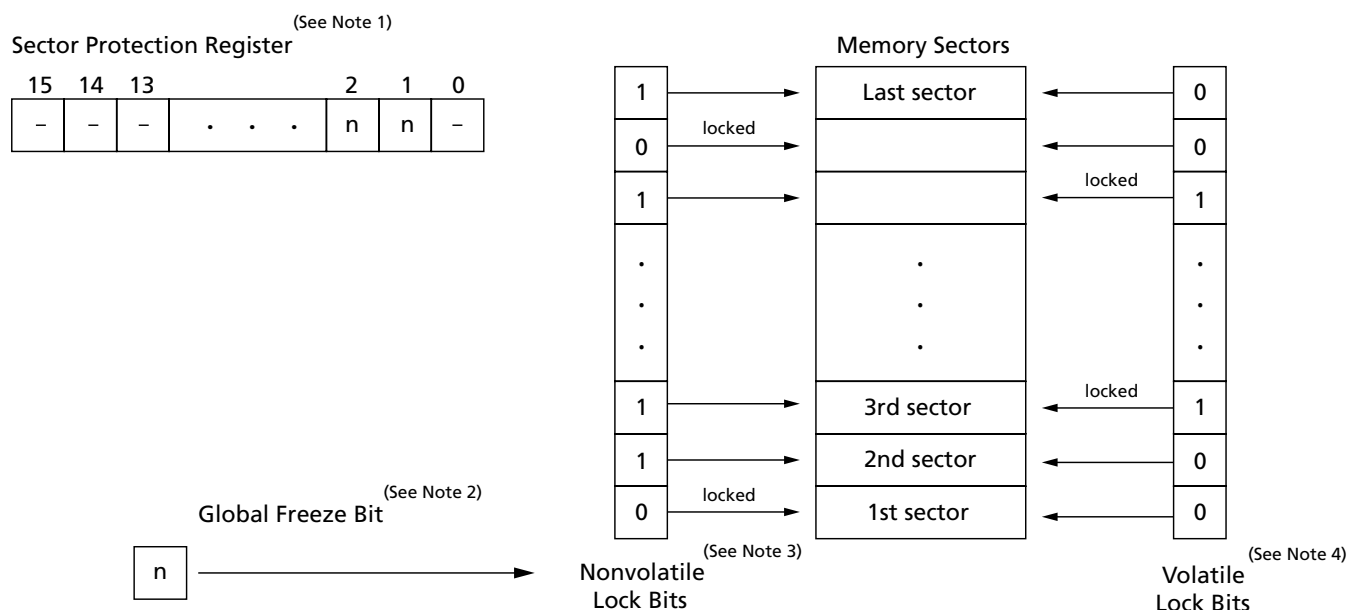 (See Note 1)
Sector Protection Register
15 14 13 2 1 0
– – – . . . n n –
Memory Sectors
1 Last sector 0
0 locked 0
1 locked 1
. . .
. . .
. . .
1 3rd sector locked 1
1 2nd sector 0
0 locked 1st sector 0
(See Note 2)
Global Freeze Bit
n
(See Note 3)
Nonvolatile
Lock Bits
(See Note 4)
Volatile
Lock Bits